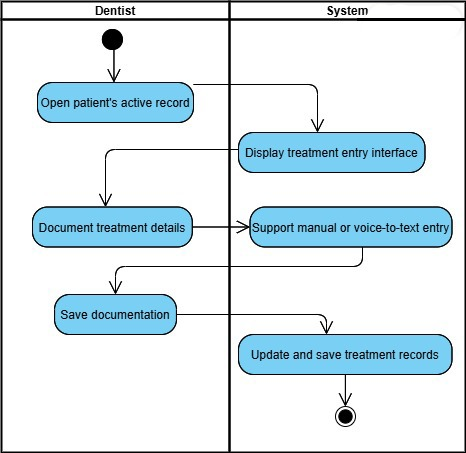 Dentist
System
Open patient's active record
Display treatment entry interface
Document treatment details
Support manual or voice-to-text entry
Save documentation
Update and save treatment records